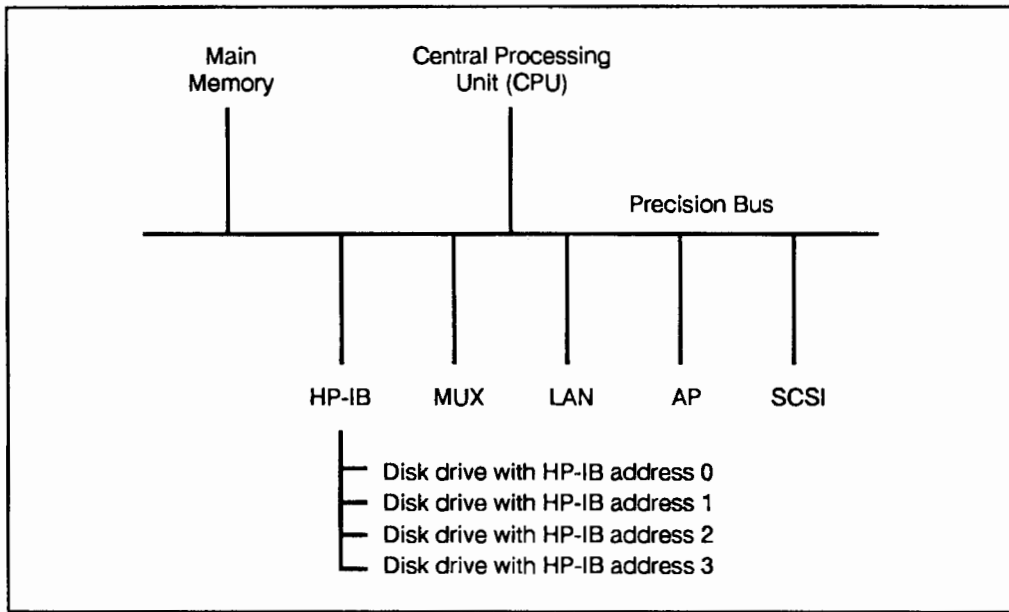 Main
Memory
Central Processing
Unit (CPU)
Precision Bus
HP-IB
MUX
LAN
AP
SCSI
Disk drive with HP-IB address 0
Disk drive with HP-IB address 1
Disk drive with HP-IB address 2
Disk drive with HP-IB address 3